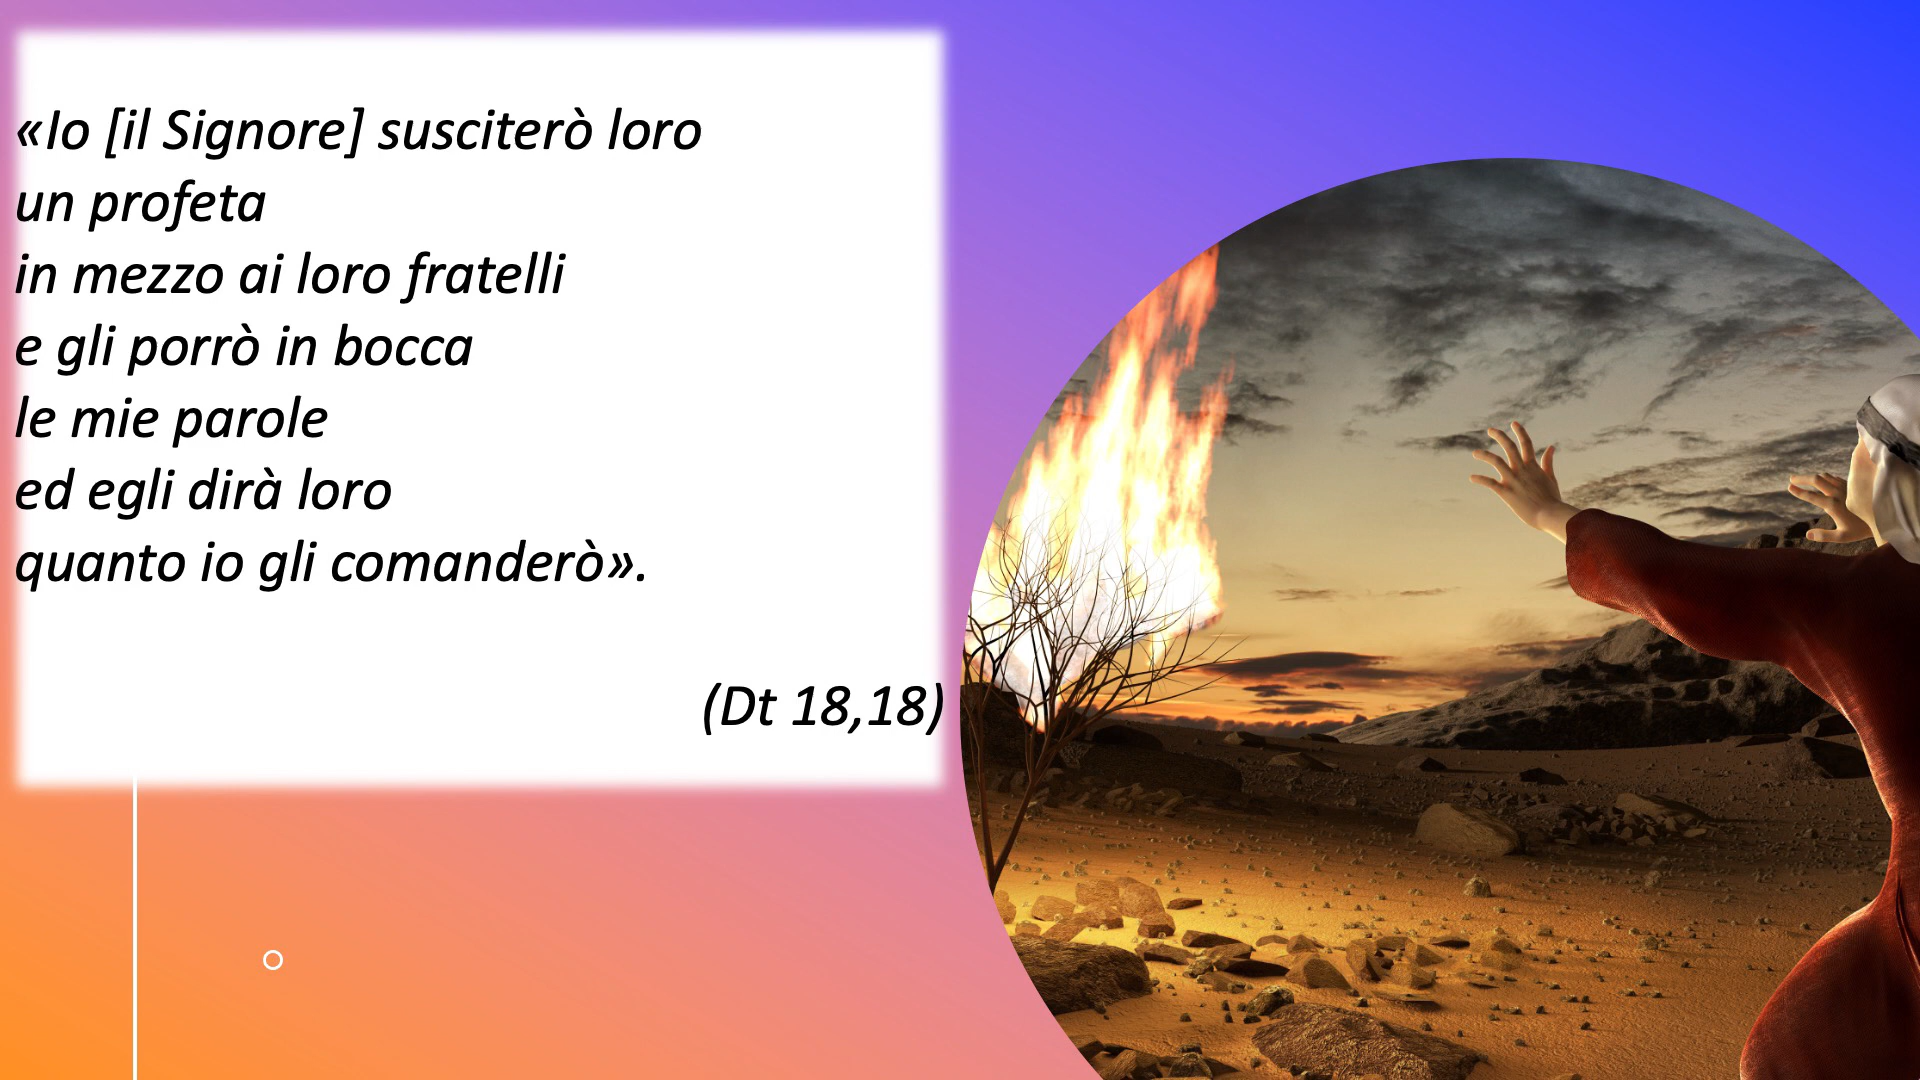 «Io [il Signore] susciterò loro
un profeta
in mezzo ai loro fratelli
e gli porrò in bocca
le mie parole
ed egli dirà loro
quanto io gli comanderò».
(Dt 18,18)